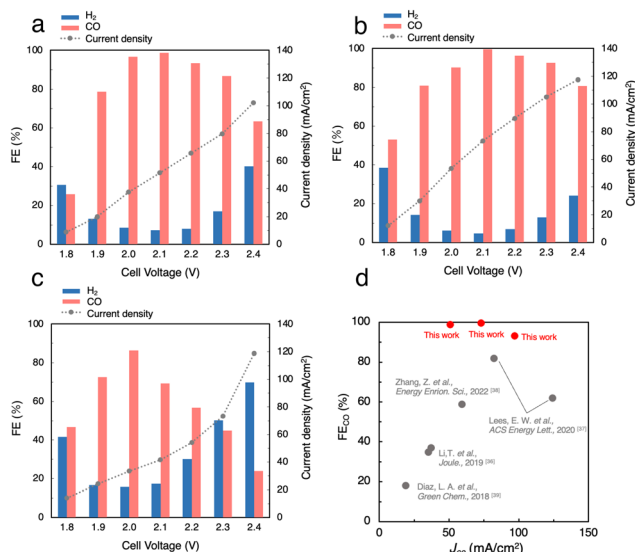 a
H₂
CO
Current density
FE (%)
100
80
60
40
20
0
140
120
100
80
60
40
20
0
Current density (mA/cm²)
1.8 1.9 2.0 2.1 2.2 2.3 2.4
Cell Voltage (V)
b
H₂
CO
Current density
FE (%)
100
80
60
40
20
0
140
120
100
80
60
40
20
0
Current density (mA/cm²)
1.8 1.9 2.0 2.1 2.2 2.3 2.4
Cell Voltage (V)
c
H₂
CO
Current density
FE (%)
100
80
60
40
20
0
140
120
100
80
60
40
20
0
Current density (mA/cm²)
1.8 1.9 2.0 2.1 2.2 2.3 2.4
Cell Voltage (V)
d
FE_CO
100
80
60
40
20
0
This work This work This work
Zhang, Z. et al.,
Energy Enrion. Sci., 2022 [38]
Lees, E. W. et al.,
ACS Energy Lett., 2020 [37]
Li,T. et al.,
Joule., 2019 [36]
Diaz, L. A. et al.,
Green Chem., 2018 [39]
0 50 100 150
(mA/cm²)